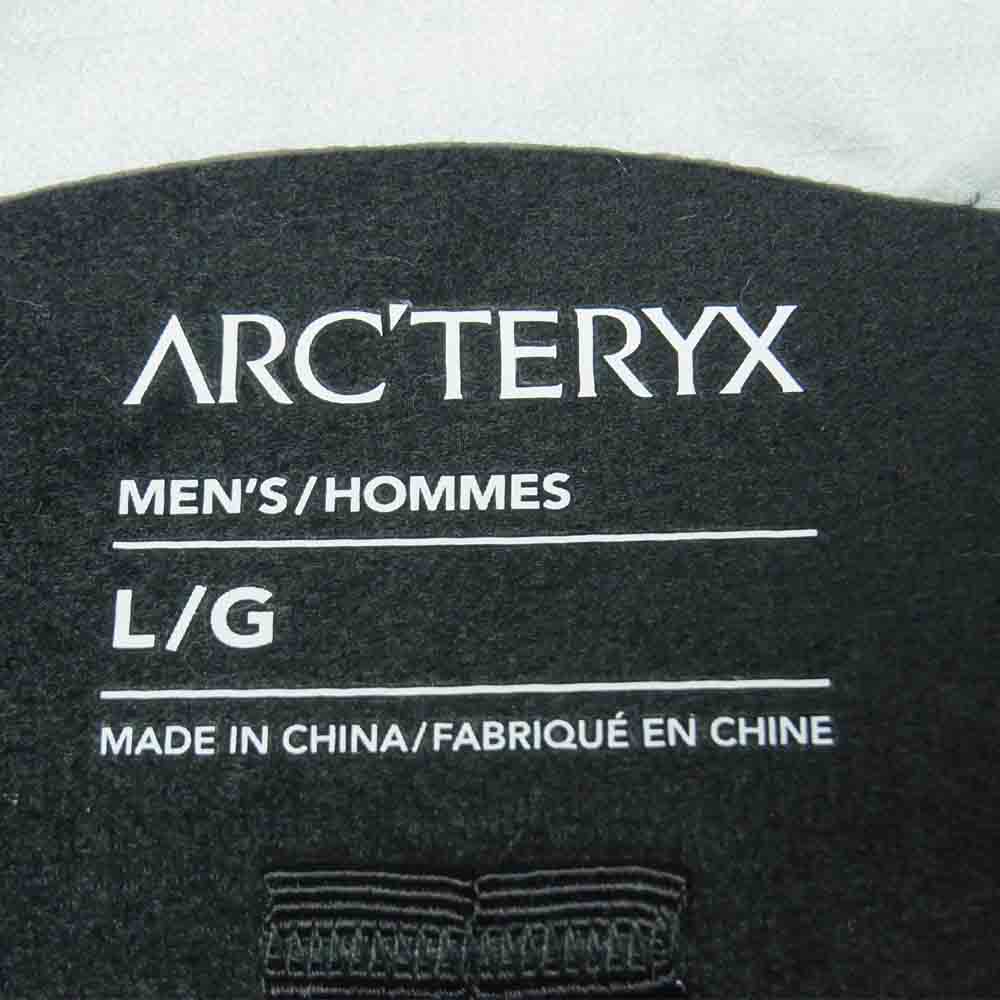 ARC'TERYX
MEN'S/HOMMES
L/G
MADE IN CHINA/FABRIQUÉ EN CHINE